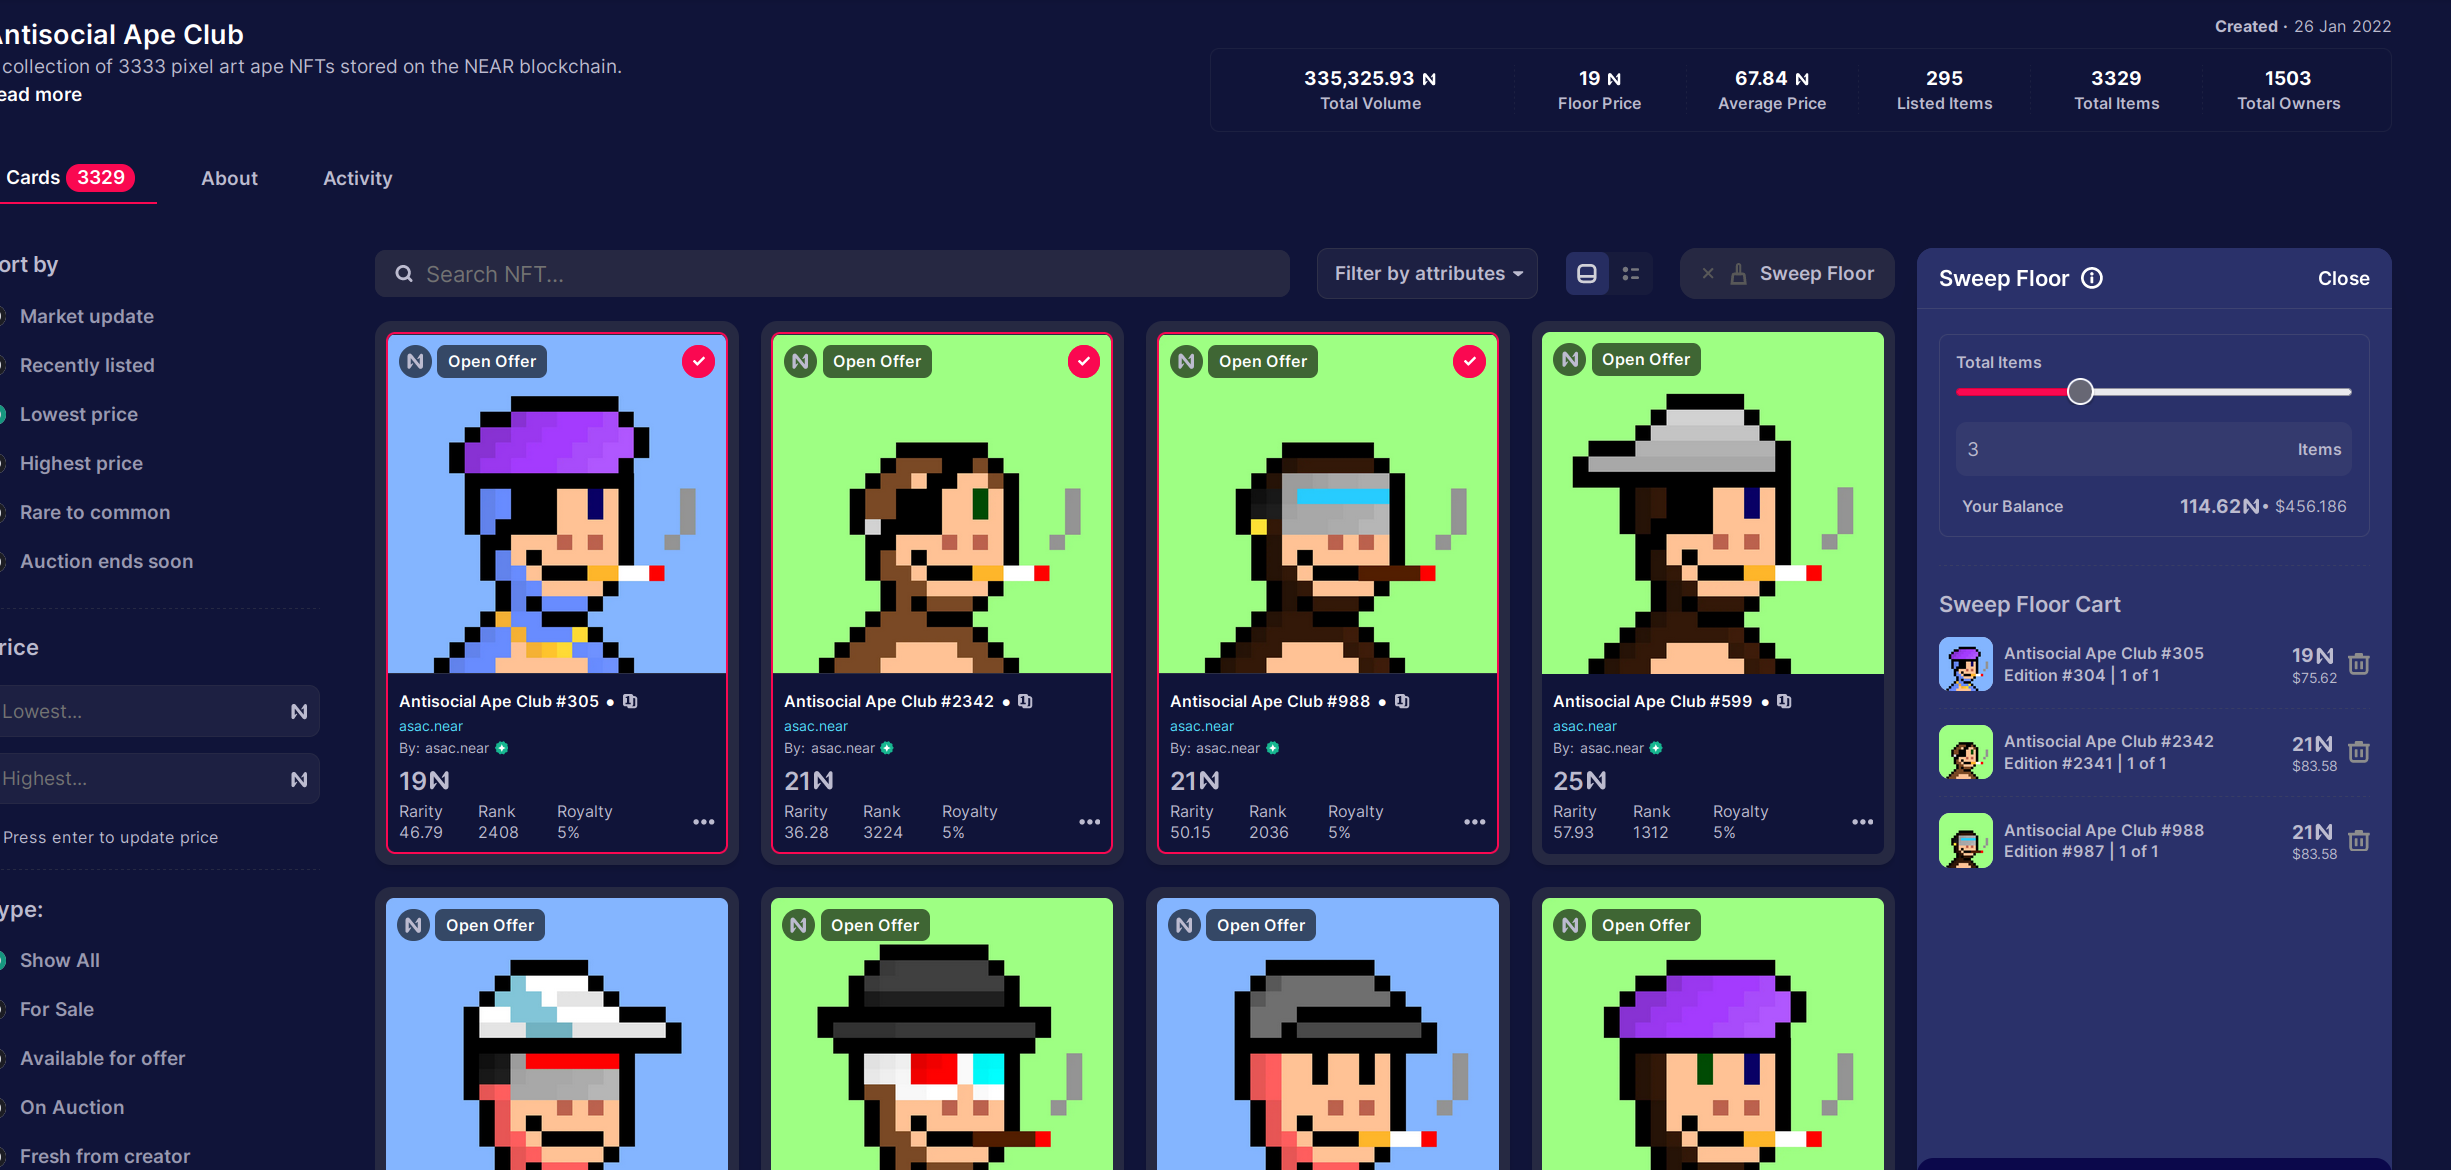 ntisocial Ape Club
collection of 3333 pixel art ape NFTs stored on the NEAR blockchain.
ead more
Created · 26 Jan 2022
335,325.93 N
Total Volume
19 N
Floor Price
67.84 N
Average Price
295
Listed Items
3329
Total Items
1503
Total Owners
Cards 3329
About
Activity
ort by
Market update
Recently listed
Lowest price
Highest price
Rare to common
Auction ends soon
rice
Lowest...
Highest...
Press enter to update price
ype:
Show All
For Sale
Available for offer
On Auction
Fresh from creator
Search NFT...
Filter by attributes
Sweep Floor
Open Offer
Antisocial Ape Club #305 •
asac.near
By: asac.near
19N
Rarity Rank Royalty
46.79 2408 5%
Open Offer
Antisocial Ape Club #2342 •
asac.near
By: asac.near
21N
Rarity Rank Royalty
36.28 3224 5%
Open Offer
Antisocial Ape Club #988 •
asac.near
By: asac.near
21N
Rarity Rank Royalty
50.15 2036 5%
Open Offer
Antisocial Ape Club #599 •
asac.near
By: asac.near
25N
Rarity Rank Royalty
57.93 1312 5%
Open Offer
Open Offer
Open Offer
Open Offer
Sweep Floor
Close
Total Items
3 Items
Your Balance 114.62N • $456.186
Sweep Floor Cart
Antisocial Ape Club #305 19N
Edition #304 | 1 of 1 $75.62
Antisocial Ape Club #2342 21N
Edition #2341 | 1 of 1 $83.58
Antisocial Ape Club #988 21N
Edition #987 | 1 of 1 $83.58